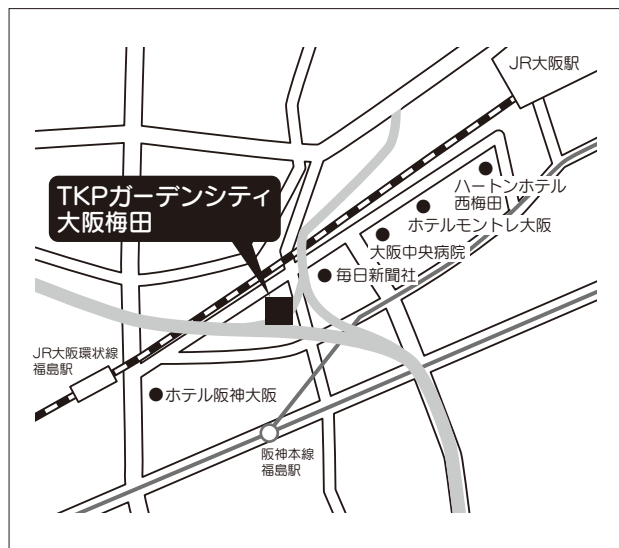 JR大阪駅
ハートンホテル
西梅田
TKPガーデンシティ
大阪梅田
ホテルモントレ大阪
大阪中央病院
毎日新聞社
JR大阪環状線
福島駅
ホテル阪神大阪
阪神本線
福島駅